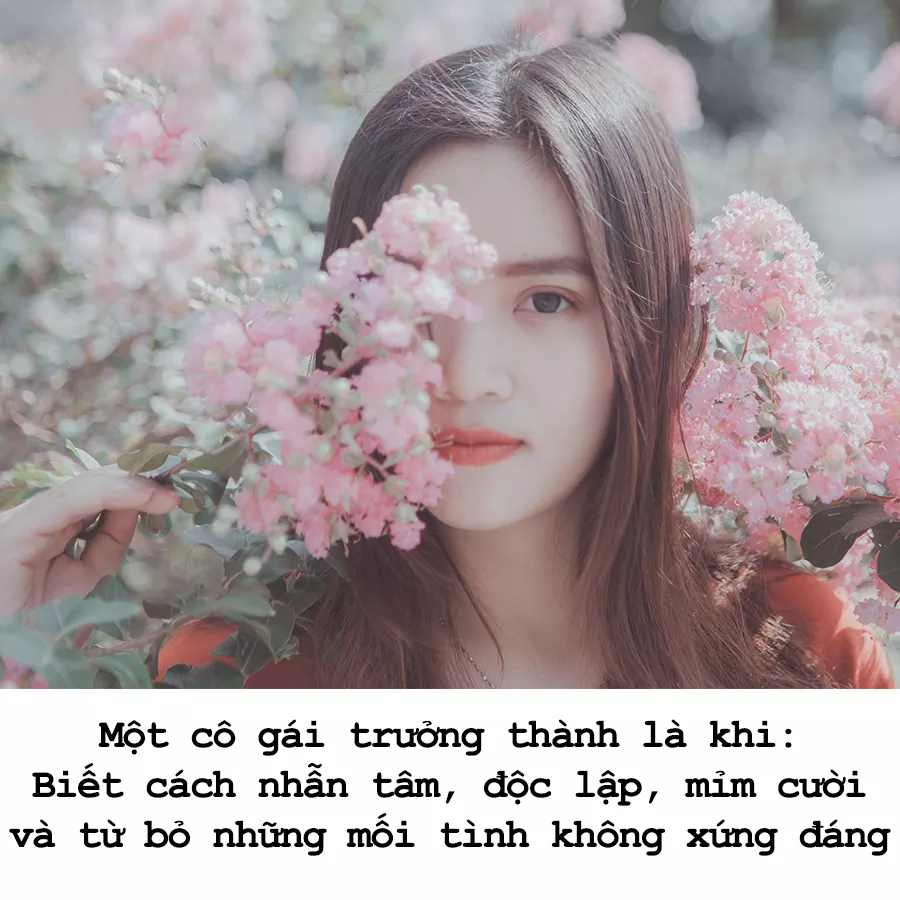 Một cô gái trưởng thành là khi:
Biết cách nhẫn tâm, độc lập, mỉm cười
và từ bỏ những mối tình không xứng đáng